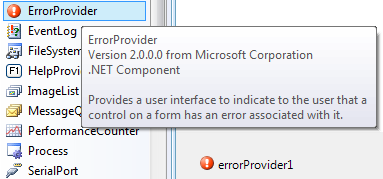 ErrorProvider
EventLog
FileSystem
HelpProvid
ImageList
MessageQ
PerformanceCounter
Process
SerialPort
ErrorProvider
Version 2.0.0.0 from Microsoft Corporation
.NET Component
Provides a user interface to indicate to the user that a
control on a form has an error associated with it.
errorProvider1